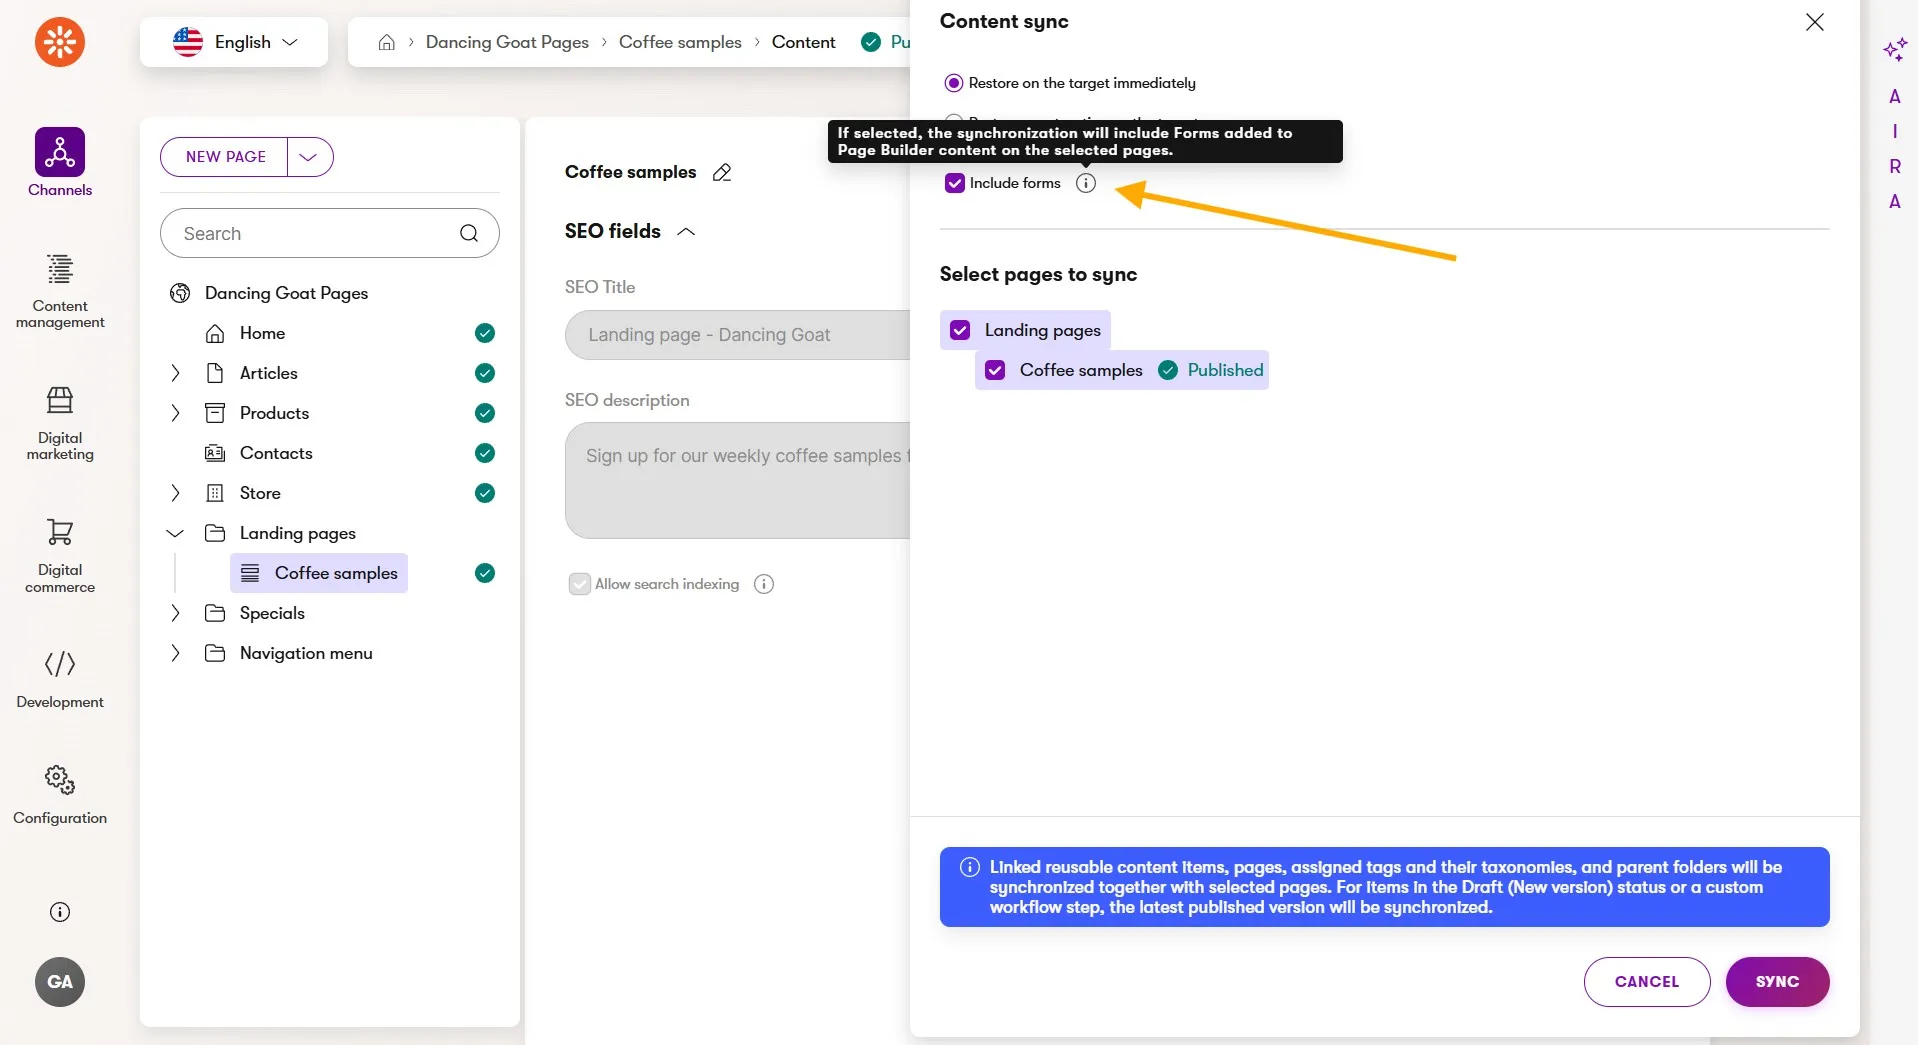 English
Dancing Goat Pages
Coffee samples
Content
Pu
Channels
Content
management
Digital
marketing
Digital
commerce
Development
Configuration
GA
NEW PAGE
Search
Dancing Goat Pages
Home
Articles
Products
Contacts
Store
Landing pages
Coffee samples
Specials
Navigation menu
Coffee samples
SEO fields
SEO Title
Landing page - Dancing Goat
SEO description
Sign up for our weekly coffee samples
Allow search indexing
Content sync
Restore on the target immediately
If selected, the synchronization will include Forms added to
Page Builder content on the selected pages.
Include forms
Select pages to sync
Landing pages
Coffee samples Published
Linked reusable content items, pages, assigned tags and their taxonomies, and parent folders will be
synchronized together with selected pages. For items in the Draft (New version) status or a custom
workflow step, the latest published version will be synchronized.
CANCEL
SYNC
A
I
R
A